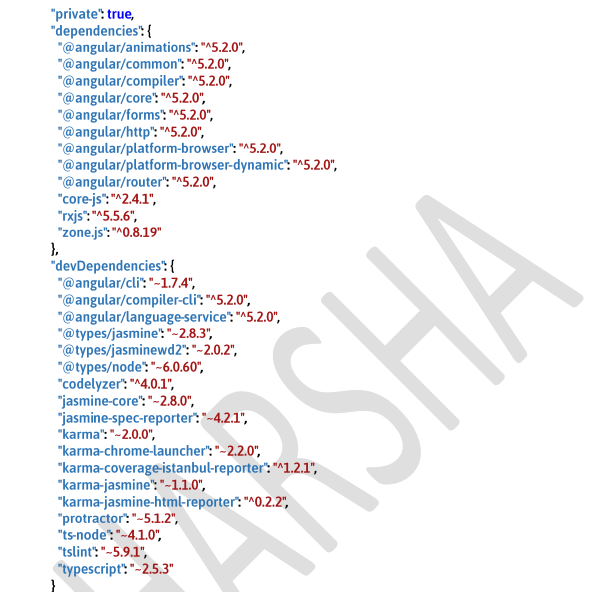 "private": true,
"dependencies": {
"@angular/animations": "^5.2.0",
"@angular/common": "^5.2.0",
"@angular/compiler": "^5.2.0",
"@angular/core": "^5.2.0",
"@angular/forms": "^5.2.0",
"@angular/http": "^5.2.0",
"@angular/platform-browser": "^5.2.0",
"@angular/platform-browser-dynamic": "^5.2.0",
"@angular/router": "^5.2.0",
"core-js": "^2.4.1",
"rxjs": "^5.5.6",
"zone.js": "^0.8.19"
},
"devDependencies": {
"@angular/cli": "~1.7.4",
"@angular/compiler-cli": "^5.2.0",
"@angular/language-service": "^5.2.0",
"@types/jasmine": "~2.8.3",
"@types/jasminewd2": "~2.0.2",
"@types/node": "~6.0.60",
"codelyzer": "^4.0.1",
"jasmine-core": "~2.8.0",
"jasmine-spec-reporter": "~4.2.1",
"karma": "~2.0.0",
"karma-chrome-launcher": "~2.2.0",
"karma-coverage-istanbul-reporter": "^1.2.1",
"karma-jasmine": "~1.1.0",
"karma-jasmine-html-reporter": "^0.2.2",
"protractor": "~5.1.2",
"ts-node": "~4.1.0",
"tslint": "~5.9.1",
"typescript": "~2.5.3"
}
HARSHA